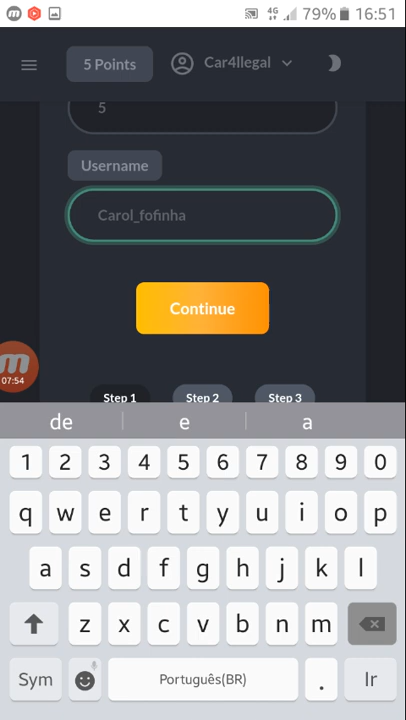 4G 79% 16:51
5 Points Car4llegal
5
Username
Carol_fofinha
Continue
07:54
Step 1 Step 2 Step 3
de e a
1 2 3 4 5 6 7 8 9 0
q w e r t y u i o p
a s d f g h j k l
z x c v b n m
Sym Português(BR) . Ir